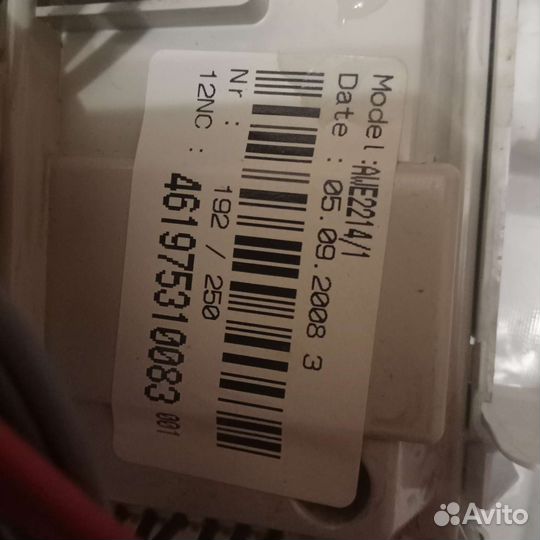 Model:AWE2214/1
Date : 05.09.2008 3
Nr : 192 / 250
12NC : 461975310083 001
Avito